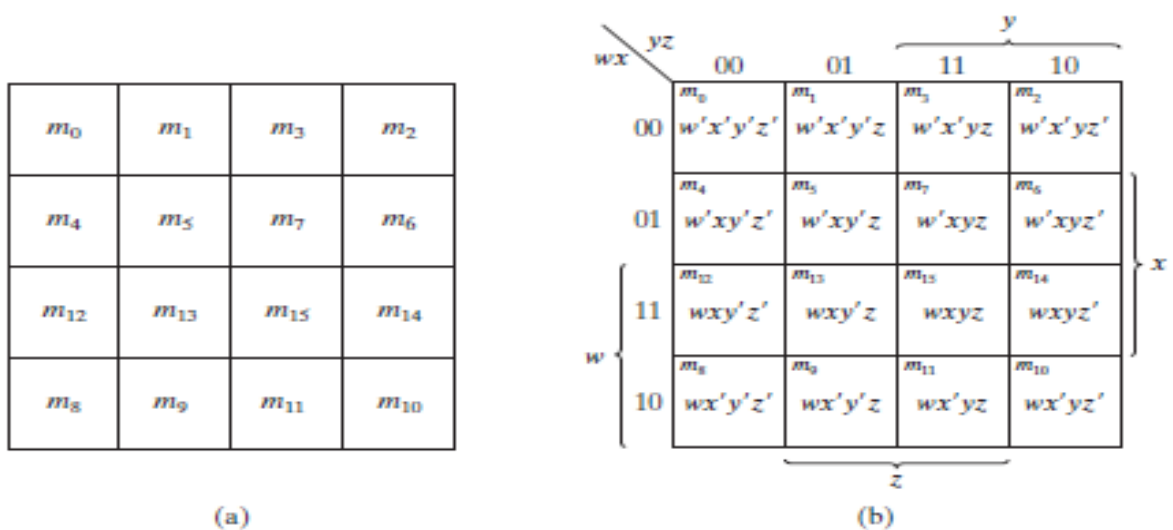 y
yz
wx
00 01 11 10
m₀ m₁ m₃ m₂
m₀ m₁ m₃ m₂
00 w'x'y'z' w'x'y'z w'x'yz w'x'yz'
m₄ m₅ m₇ m₆
m₄ m₅ m₇ m₆
01 w'xy'z' w'xy'z w'xyz w'xyz'
x
m₁₂ m₁₃ m₁₅ m₁₄
m₁₂ m₁₃ m₁₅ m₁₄
11 wxy'z' wxy'z wxyz wxyz'
w
m₈ m₉ m₁₁ m₁₀
m₈ m₉ m₁₁ m₁₀
10 wx'y'z' wx'y'z wx'yz wx'yz'
z
(a) (b)